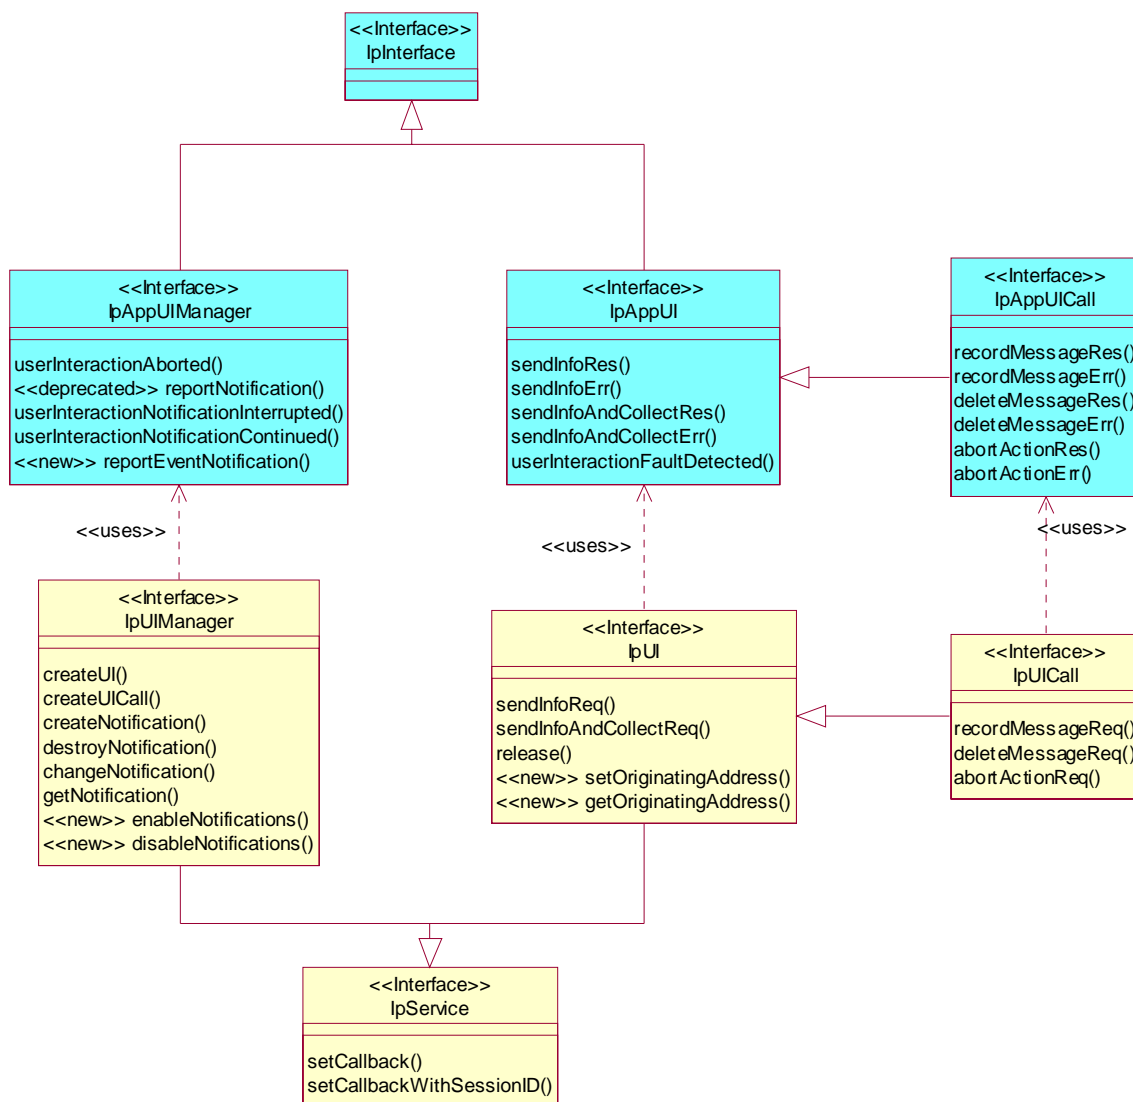 <<Interface>>
IpInterface
<<Interface>>
IpAppUIManager
userInteractionAborted()
<<deprecated>> reportNotification()
userInteractionNotificationInterrupted()
userInteractionNotificationContinued()
<<new>> reportEventNotification()
<<Interface>>
IpAppUI
sendInfoRes()
sendInfoErr()
sendInfoAndCollectRes()
sendInfoAndCollectErr()
userInteractionFaultDetected()
<<Interface>>
IpAppUICall
recordMessageRes()
recordMessageErr()
deleteMessageRes()
deleteMessageErr()
abortActionRes()
abortActionErr()
<<uses>>
<<uses>>
<<uses>>
<<Interface>>
IpUIManager
createUI()
createUICall()
createNotification()
destroyNotification()
changeNotification()
getNotification()
<<new>> enableNotifications()
<<new>> disableNotifications()
<<Interface>>
IpUI
sendInfoReq()
sendInfoAndCollectReq()
release()
<<new>> setOriginatingAddress()
<<new>> getOriginatingAddress()
<<Interface>>
IpUICall
recordMessageReq()
deleteMessageReq()
abortActionReq()
<<Interface>>
IpService
setCallback()
setCallbackWithSessionID()